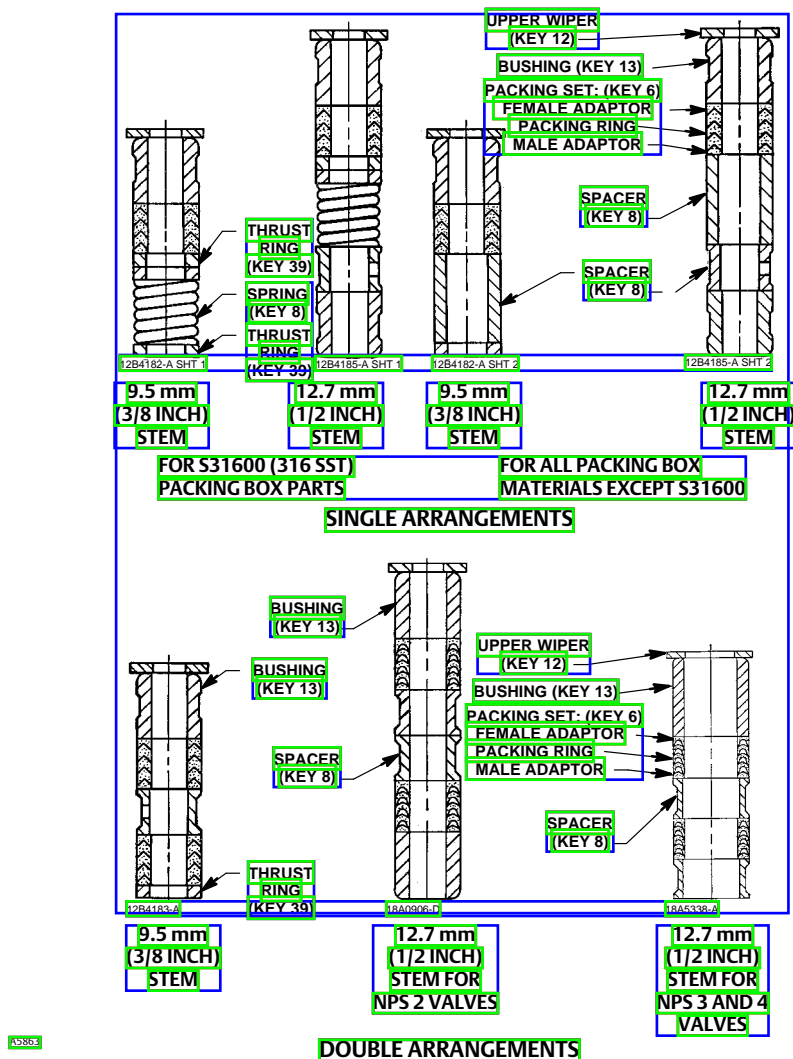 UPPER WIPER
(KEY 12)
BUSHING (KEY 13)
PACKING SET: (KEY 6)
FEMALE ADAPTOR
PACKING RING
MALE ADAPTOR
SPACER
(KEY 8)
THRUST
RING
(KEY 39)
SPACER
(KEY 8)
SPRING
(KEY 8)
THRUST
RING
(KEY 39)
12B4182-A SHT 1
12B4185-A SHT 1
12B4182-A SHT 2
12B4185-A SHT 2
9.5 mm
(3/8 INCH)
STEM
12.7 mm
(1/2 INCH)
STEM
9.5 mm
(3/8 INCH)
STEM
12.7 mm
(1/2 INCH)
STEM
FOR S31600 (316 SST)
PACKING BOX PARTS
FOR ALL PACKING BOX
MATERIALS EXCEPT S31600
SINGLE ARRANGEMENTS
BUSHING
(KEY 13)
UPPER WIPER
(KEY 12)
BUSHING
(KEY 13)
BUSHING (KEY 13)
PACKING SET: (KEY 6)
FEMALE ADAPTOR
PACKING RING
MALE ADAPTOR
SPACER
(KEY 8)
SPACER
(KEY 8)
THRUST
RING
(KEY 39)
12B4183-A
18A0906-D
18A5338-A
9.5 mm
(3/8 INCH)
STEM
12.7 mm
(1/2 INCH)
STEM FOR
NPS 2 VALVES
12.7 mm
(1/2 INCH)
STEM FOR
NPS 3 AND 4
VALVES
A5863
DOUBLE ARRANGEMENTS